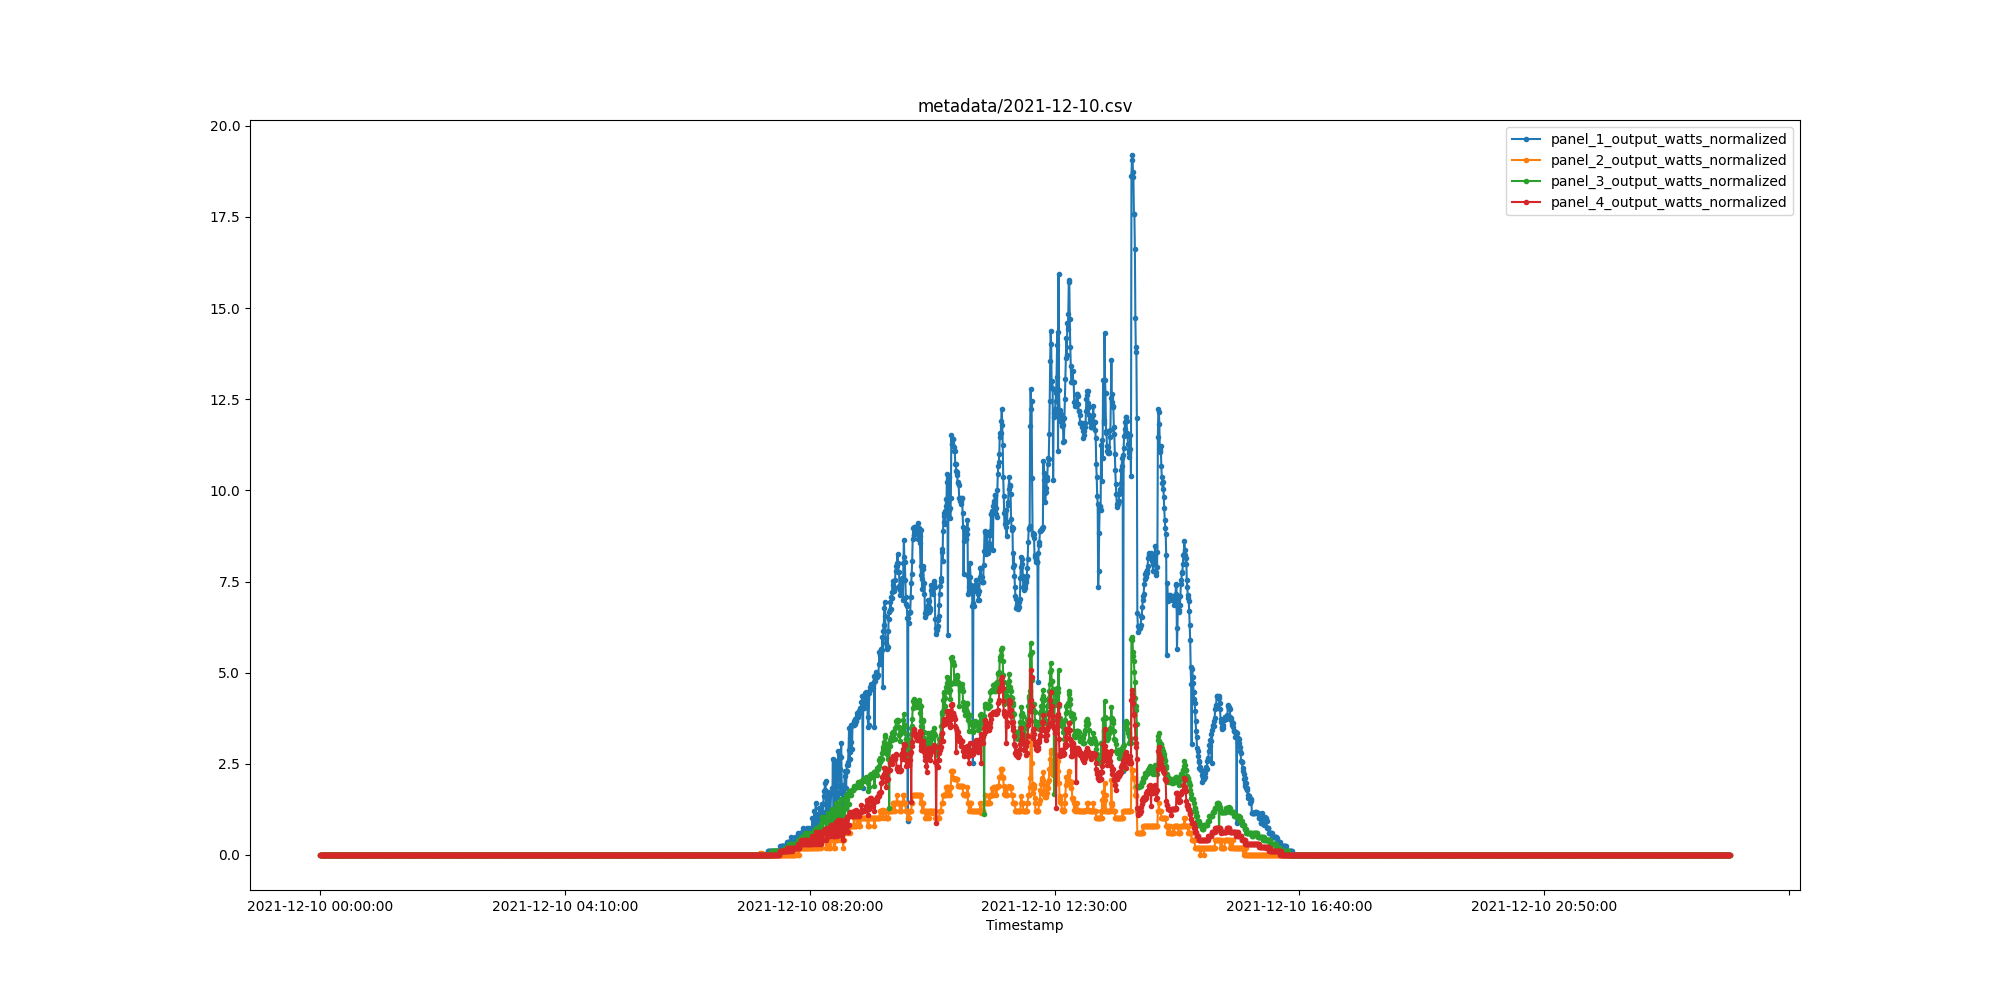 metadata/2021-12-10.csv
20.0
17.5
15.0
12.5
10.0
7.5
5.0
2.5
0.0
panel_1_output_watts_normalized
panel_2_output_watts_normalized
panel_3_output_watts_normalized
panel_4_output_watts_normalized
2021-12-10 00:00:00 2021-12-10 04:10:00 2021-12-10 08:20:00 2021-12-10 12:30:00 2021-12-10 16:40:00 2021-12-10 20:50:00
Timestamp